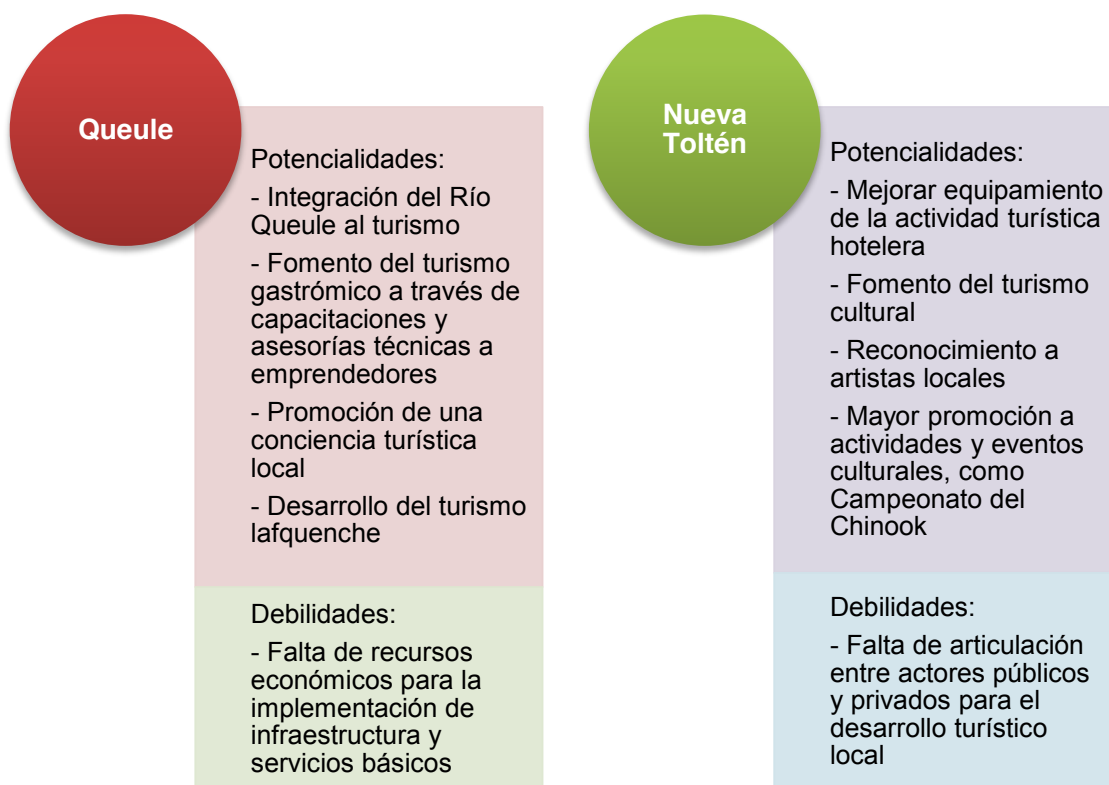 Queule
Potencialidades:
- Integración del Río
Queule al turismo
- Fomento del turismo
gastrómico a través de
capacitaciones y
asesorías técnicas a
emprendedores
- Promoción de una
conciencia turística
local
- Desarrollo del turismo
lafquenche
Debilidades:
- Falta de recursos
económicos para la
implementación de
infraestructura y
servicios básicos
Nueva
Toltén
Potencialidades:
- Mejorar equipamiento
de la actividad turística
hotelera
- Fomento del turismo
cultural
- Reconocimiento a
artistas locales
- Mayor promoción a
actividades y eventos
culturales, como
Campeonato del
Chinook
Debilidades:
- Falta de articulación
entre actores públicos
y privados para el
desarrollo turístico
local